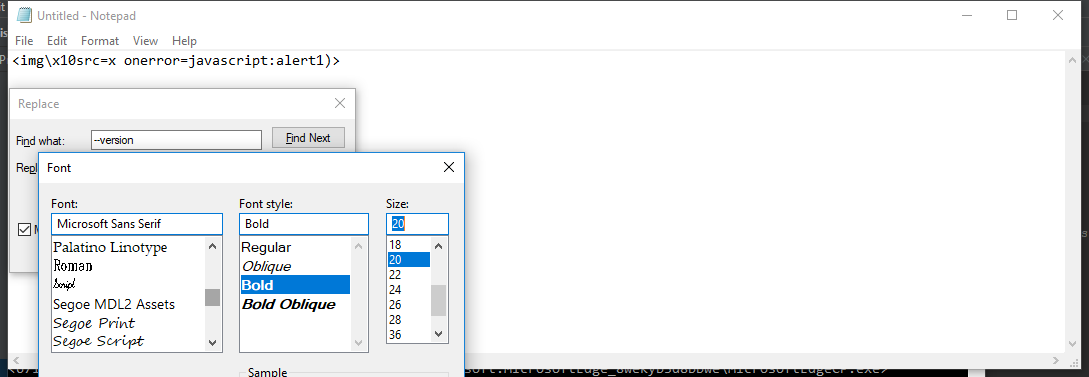 Untitled - Notepad
File Edit Format View Help
<img\x10src=x onerror=javascript:alert1)>
Replace
Find what: --version Find Next
Repl
Font
Font: Font style: Size:
Microsoft Sans Serif Bold 20
Palatino Linotype Regular 18
Roman Oblique 20
Script Bold 22
Segoe MDL2 Assets Bold Oblique 24
Segoe Print 26
Segoe Script 28
36
Sample